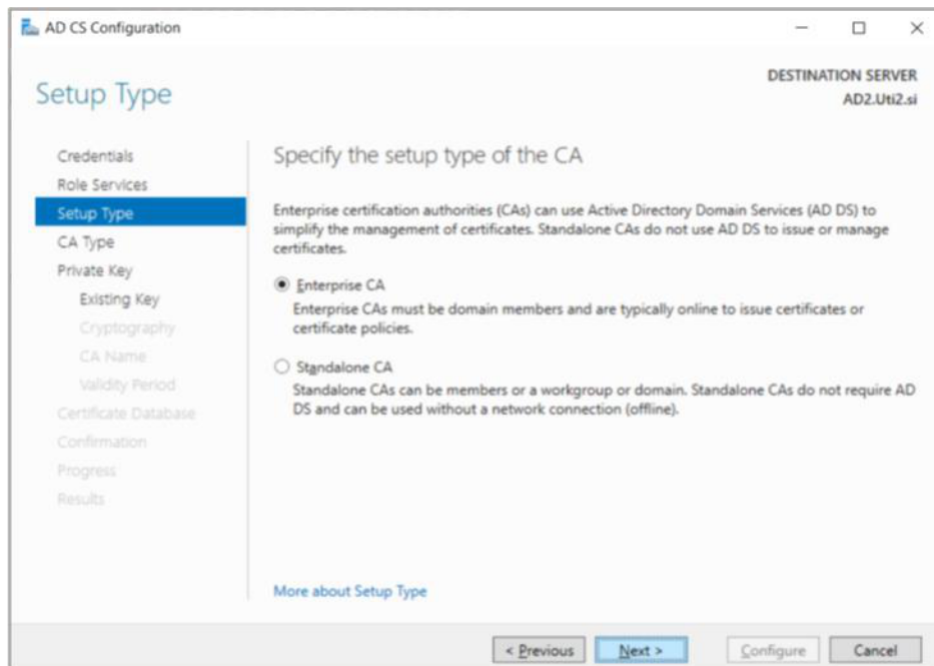 AD CS Configuration
DESTINATION SERVER
AD2.Uti2.si
Setup Type
Credentials
Role Services
Setup Type
CA Type
Private Key
Existing Key
Cryptography
CA Name
Validity Period
Certificate Database
Confirmation
Progress
Results
Specify the setup type of the CA
Enterprise certification authorities (CAs) can use Active Directory Domain Services (AD DS) to
simplify the management of certificates. Standalone CAs do not use AD DS to issue or manage
certificates.
Enterprise CA
Enterprise CAs must be domain members and are typically online to issue certificates or
certificate policies.
Standalone CA
Standalone CAs can be members or a workgroup or domain. Standalone CAs do not require AD
DS and can be used without a network connection (offline).
More about Setup Type
< Previous
Next >
Configure
Cancel